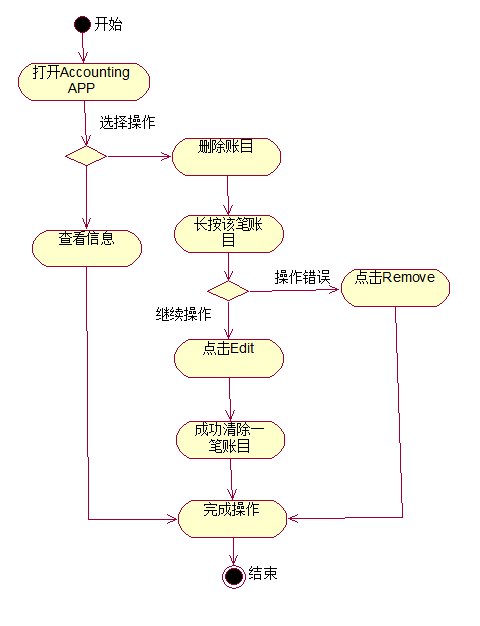 开始
打开Accounting
APP
选择操作
删除账目
长按该笔账
目
查看信息
操作错误
点击Remove
继续操作
点击Edit
成功清除一
笔账目
完成操作
结束